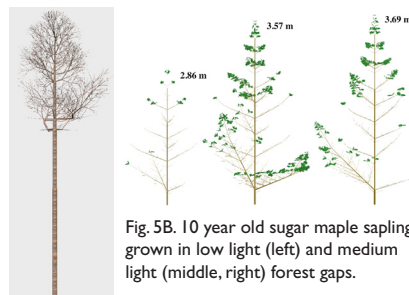 3.69 m
3.57 m
2.86 m
Fig. 5B. 10 year old sugar maple sapling
grown in low light (left) and medium
light (middle, right) forest gaps.